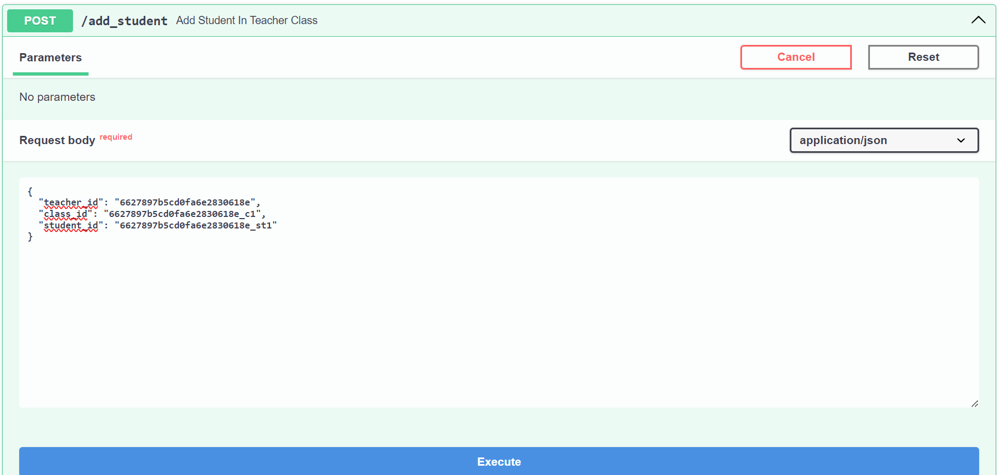 POST /add_student Add Student In Teacher Class
Parameters
Cancel
Reset
No parameters
Request body required
application/json
{
  "teacher_id": "6627897b5cd0fa6e2830618e",
  "class_id": "6627897b5cd0fa6e2830618e_c1",
  "student_id": "6627897b5cd0fa6e2830618e_st1"
}
Execute